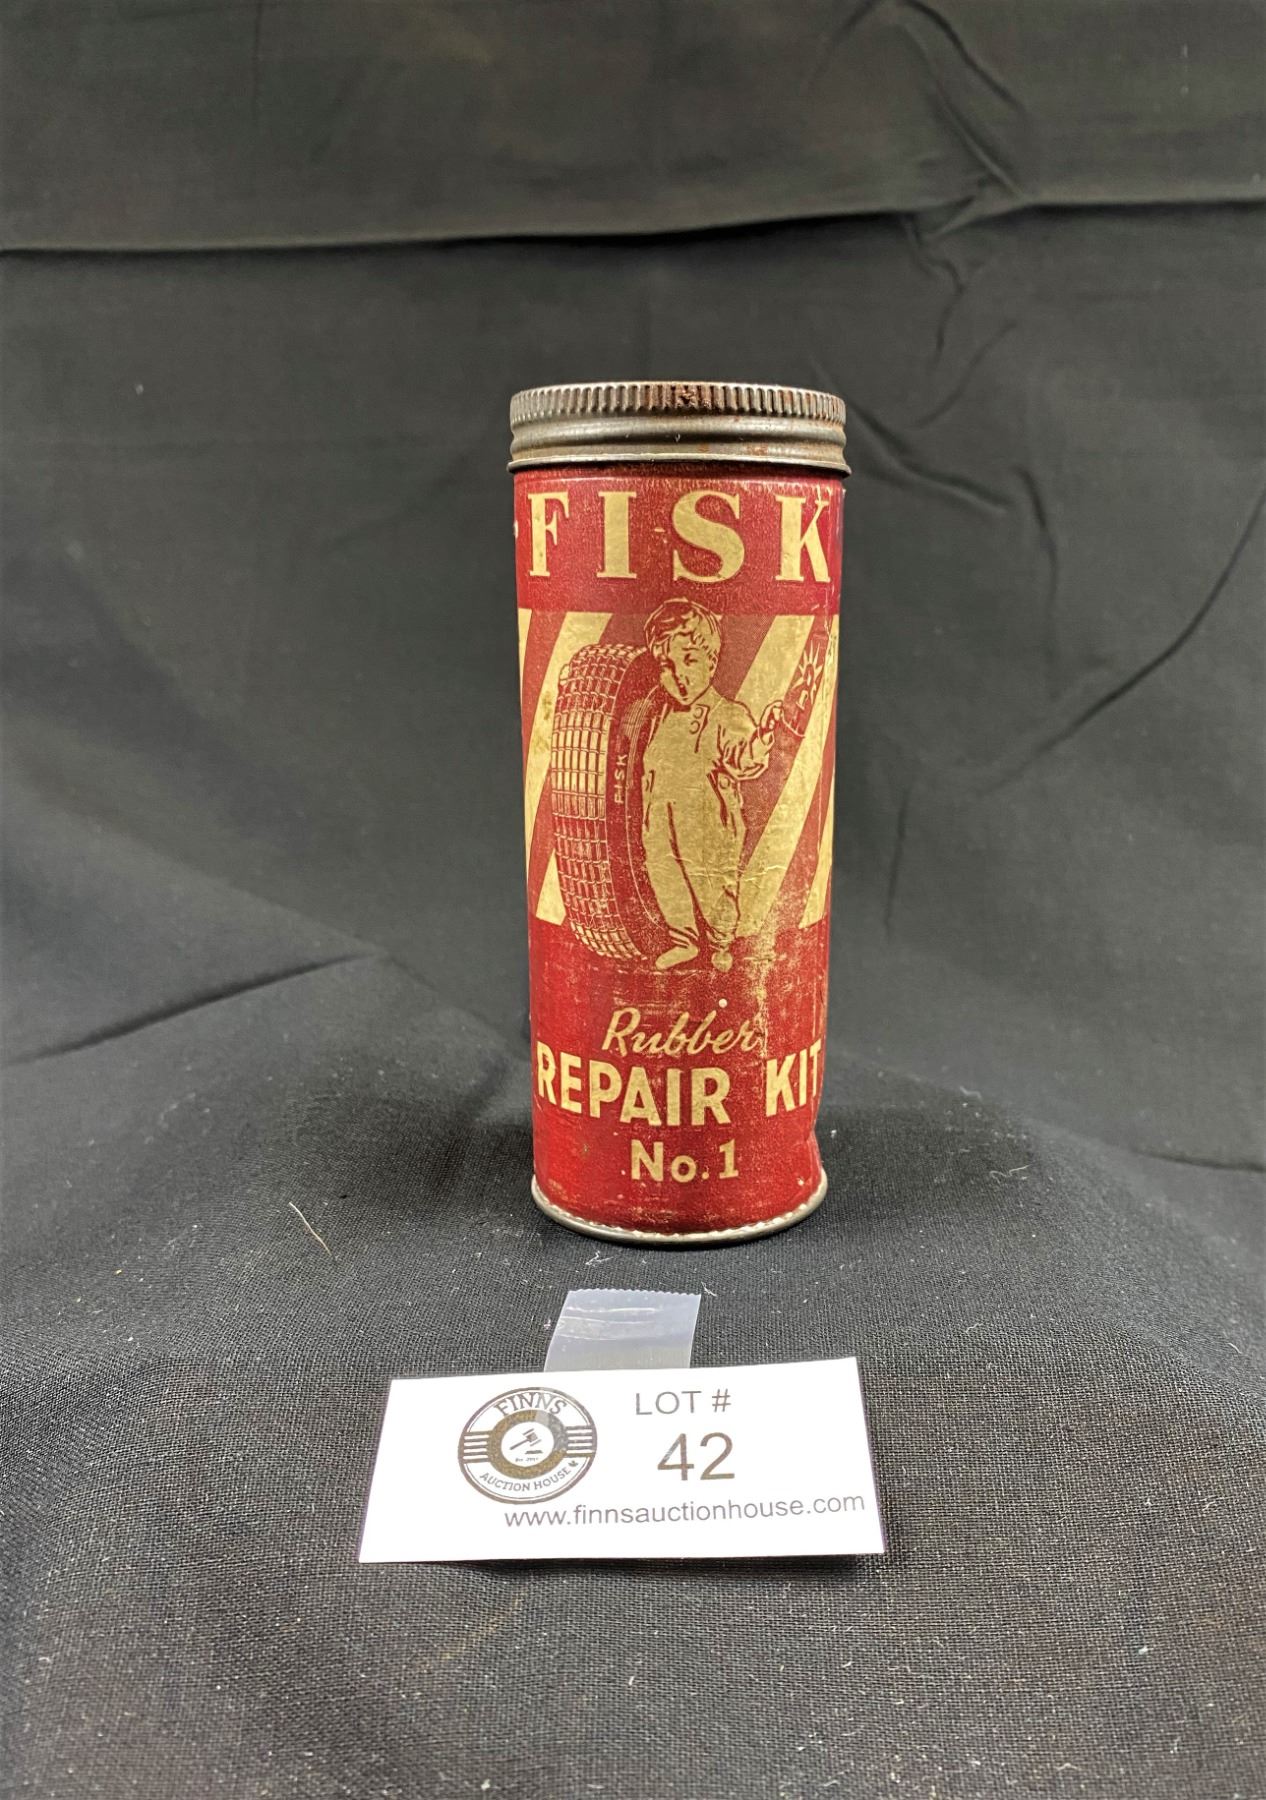 FISK
FISK
Rubber
REPAIR KIT
No. 1
FINNS
AUCTION HOUSE
LOT #
42
www.finnsauctionhouse.com